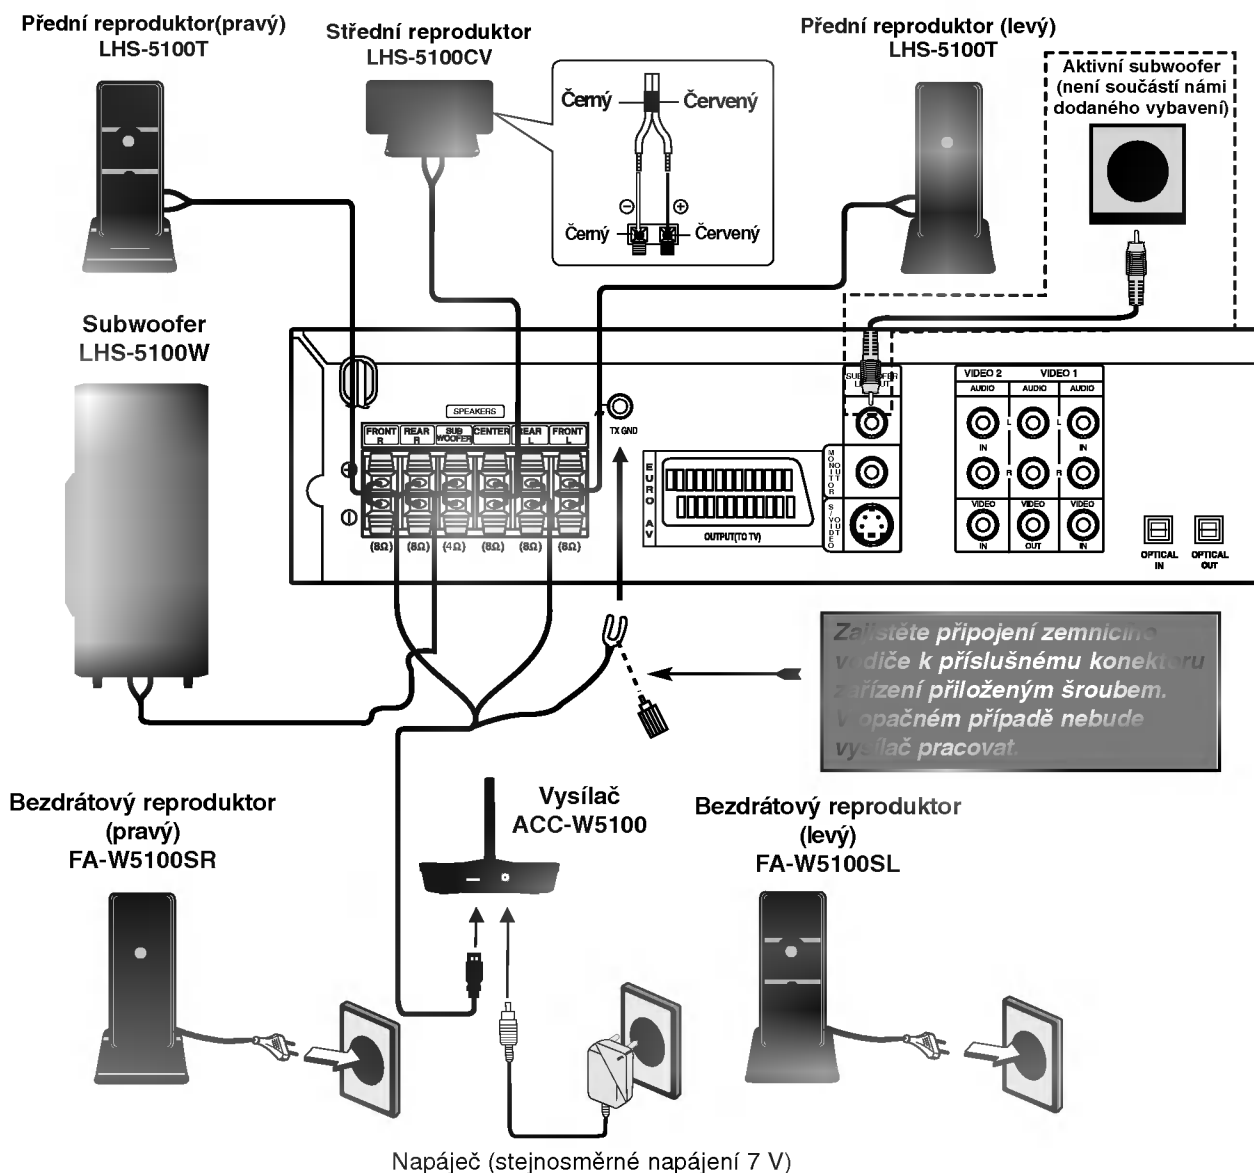 Přední reproduktor(pravý)
LHS-5100T
Střední reproduktor
LHS-5100CV
Přední reproduktor (levý)
LHS-5100T
Aktivní subwoofer
(není součástí námi
dodaného vybavení)
Černý
Červený
Černý
Červený
Subwoofer
LHS-5100W
SPEAKERS
FRONT
R
REAR
R
SUB
WOOFER
CENTER
REAR
L
FRONT
L
(8Ω)
(8Ω)
(4Ω)
(8Ω)
(8Ω)
(8Ω)
TX GND
EURO AV
OUTPUT(TO TV)
MONITOR
OUT
S/VIDEO
OUT
VIDEO 2
VIDEO 1
AUDIO
AUDIO
AUDIO
L
L
IN
R
R
VIDEO
VIDEO
VIDEO
IN
OUT
IN
OPTICAL
IN
OPTICAL
OUT
Zajistěte připojení zemnicího
vodiče k příslušnému konektoru
zařízení přiloženým šroubem.
V opačném případě nebude
vysílač pracovat.
Bezdrátový reproduktor
(pravý)
FA-W5100SR
Vysílač
ACC-W5100
Bezdrátový reproduktor
(levý)
FA-W5100SL
Napáječ (stejnosměrné napájení 7 V)